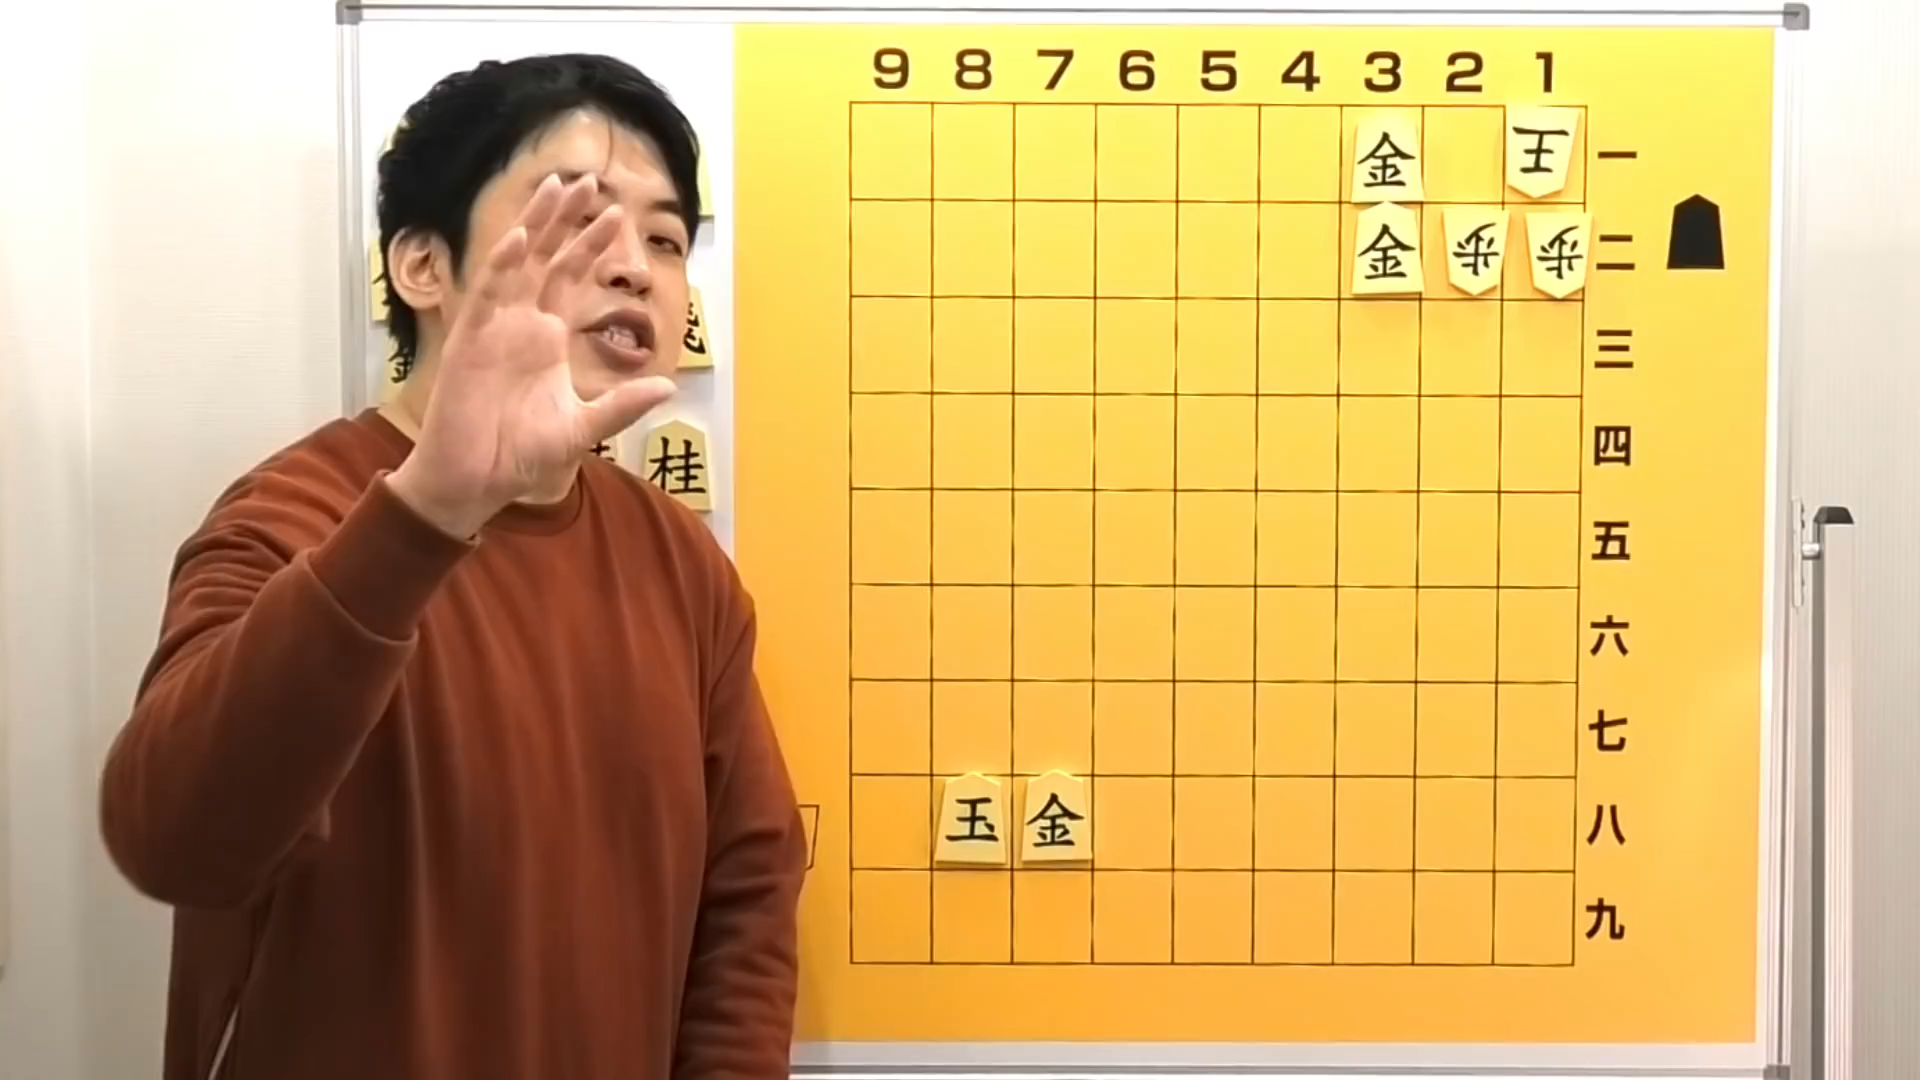 9 8 7 6 5 4 3 2 1
金 王 一
金 歩 歩 二
三
桂 四
五
六
七
玉 金 八
九